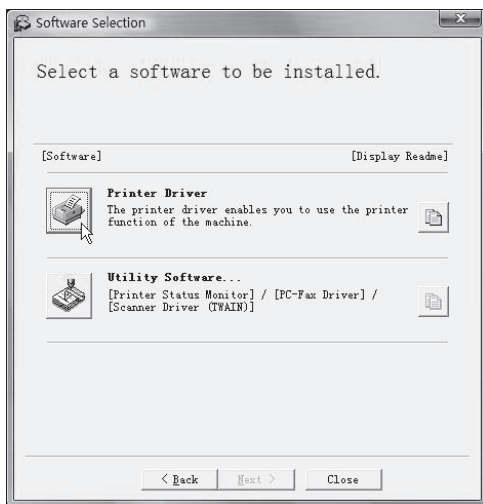 Software Selection
Select a software to be installed.
[Software] [Display Readme]
Printer Driver
The printer driver enables you to use the printer
function of the machine.
Utility Software...
[Printer Status Monitor] / [PC-Fax Driver] /
[Scanner Driver (TWAIN)]
< Back Next > Close